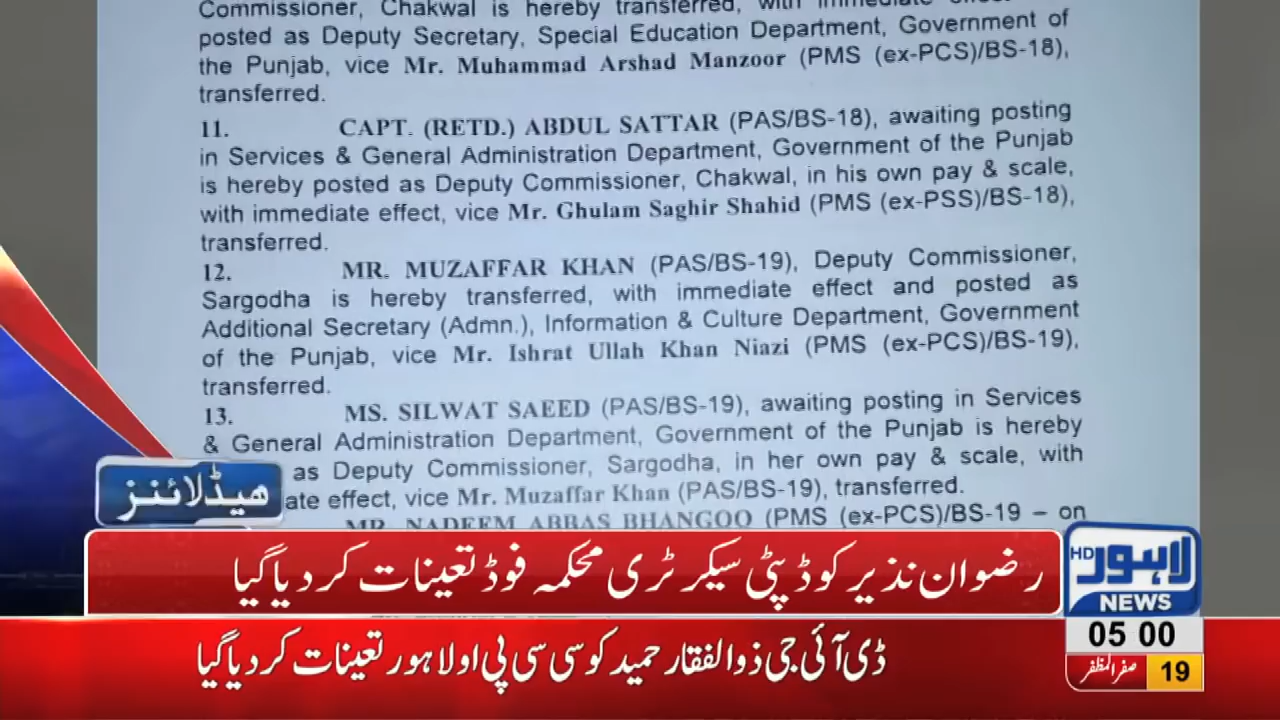 Commissioner, Chakwal is hereby transferred, with immediate
posted as Deputy Secretary, Special Education Department, Government of
the Punjab, vice Mr. Muhammad Arshad Manzoor (PMS (ex-PCS)/BS-18),
transferred.
11. CAPT. (RETD.) ABDUL SATTAR (PAS/BS-18), awaiting posting
in Services & General Administration Department, Government of the Punjab
is hereby posted as Deputy Commissioner, Chakwal, in his own pay & scale,
with immediate effect, vice Mr. Ghulam Saghir Shahid (PMS (ex-PSS)/BS-18),
transferred.
12. MR. MUZAFFAR KHAN (PAS/BS-19), Deputy Commissioner,
Sargodha is hereby transferred, with immediate effect and posted as
Additional Secretary (Admn.), Information & Culture Department, Government
of the Punjab, vice Mr. Ishrat Ullah Khan Niazi (PMS (ex-PCS)/BS-19),
transferred.
13. MS. SILWAT SAEED (PAS/BS-19), awaiting posting in Services
& General Administration Department, Government of the Punjab is hereby
as Deputy Commissioner, Sargodha, in her own pay & scale, with
ate effect, vice Mr. Muzaffar Khan (PAS/BS-19), transferred.
MR. NADEEM ABBAS BHANGOO (PMS (ex-PCS)/BS-19 – on
ہیڈلائنز
رضوان نذیر کو ڈپٹی سیکرٹری محکمہ فوڈ تعینات کر دیا گیا
HD لاہور
NEWS
ڈی آئی جی ذوالفقار حمید کو سی سی پی او لاہور تعینات کر دیا گیا
05 00
صفر المظفر 19